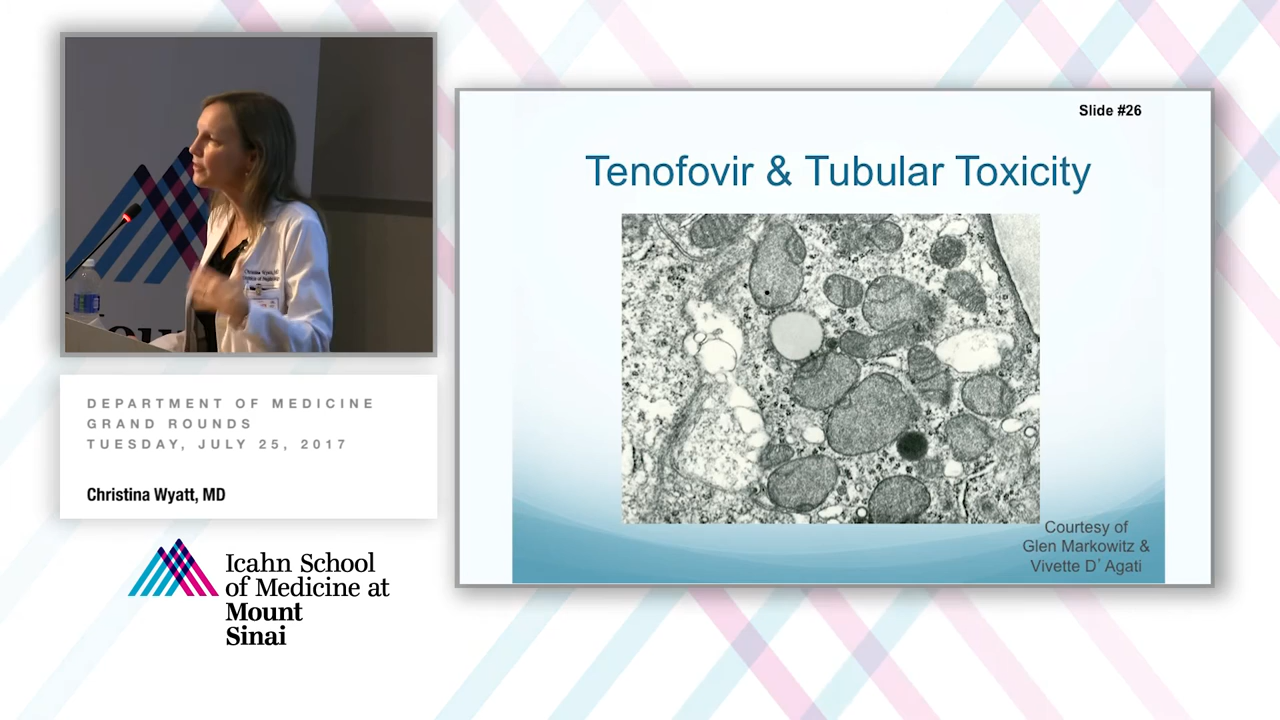 Slide #26
Tenofovir & Tubular Toxicity
Courtesy of
Glen Markowitz &
Vivette D' Agati
DEPARTMENT OF MEDICINE
GRAND ROUNDS
TUESDAY, JULY 25, 2017
Christina Wyatt, MD
Icahn School
of Medicine at
Mount
Sinai